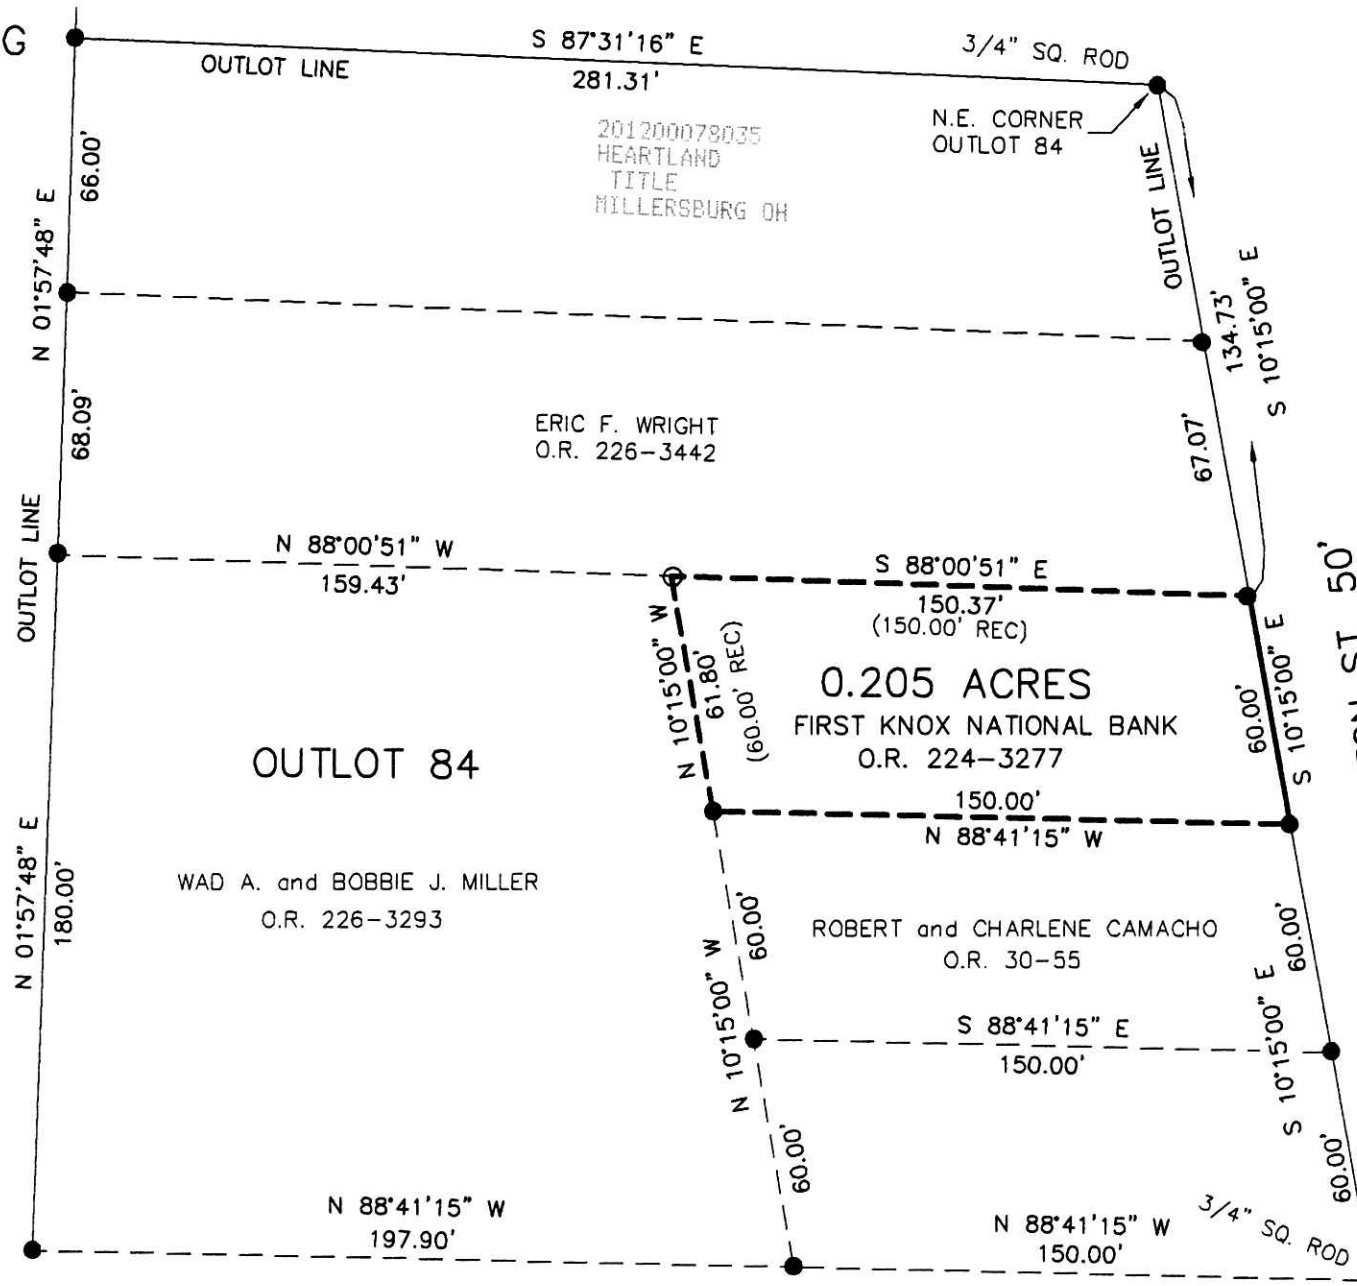 G
S 87°31'16" E
3/4" SQ. ROD
OUTLOT LINE
281.31'
N.E. CORNER
OUTLOT 84
201200078035
HEARTLAND
TITLE
MILLERSBURG OH
66.00'
N 01°57'48" E
OUTLOT LINE
134.73'
S 10°15'00" E
68.09'
ERIC F. WRIGHT
O.R. 226-3442
67.07'
OUTLOT LINE
N 88°00'51" W
159.43'
S 88°00'51" E
150.37'
(150.00' REC)
ST 50'
N 10°15'00" W
61.80'
(60.00' REC)
0.205 ACRES
FIRST KNOX NATIONAL BANK
O.R. 224-3277
60.00'
S 10°15'00" E
OUTLOT 84
150.00'
N 88°41'15" W
N 01°57'48" E
180.00'
WAD A. and BOBBIE J. MILLER
O.R. 226-3293
60.00'
N 10°15'00" W
ROBERT and CHARLENE CAMACHO
O.R. 30-55
60.00'
S 10°15'00" E
S 88°41'15" E
150.00'
60.00'
60.00'
N 88°41'15" W
197.90'
N 88°41'15" W
150.00'
3/4" SQ. ROD